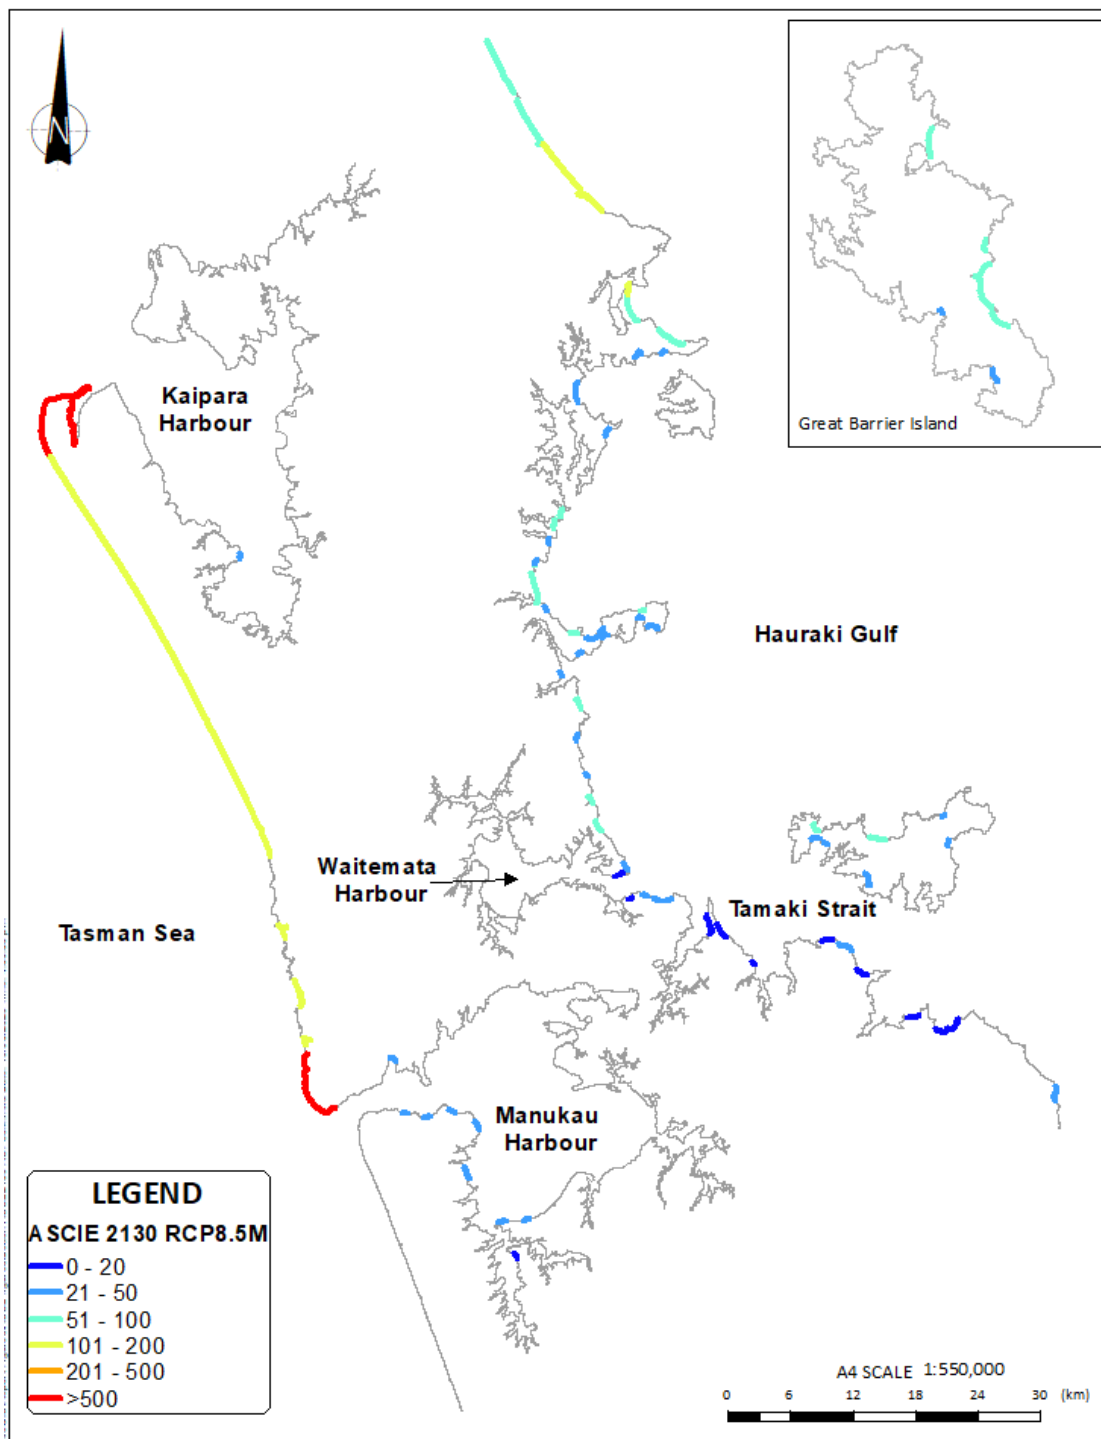 N
Great Barrier Island
Kaipara
Harbour
Hauraki Gulf
Waitemata
Harbour
Tamaki Strait
Tasman Sea
Manukau
Harbour
LEGEND
ASCIE 2130 RCP8.5M
0 - 20
21 - 50
51 - 100
101 - 200
201 - 500
>500
A4 SCALE 1:550,000
0 6 12 18 24 30 (km)